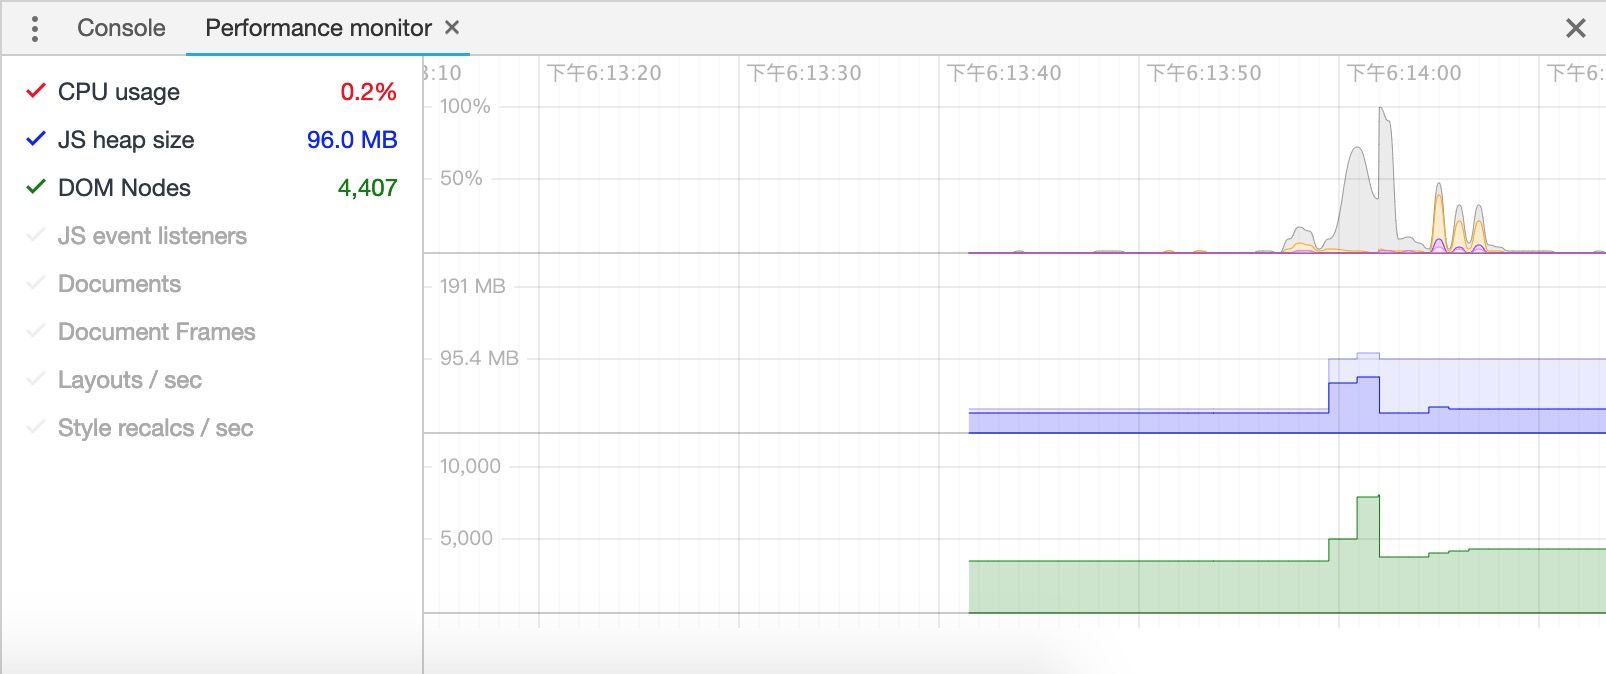 Console Performance monitor
CPU usage 0.2%
JS heap size 96.0 MB
DOM Nodes 4,407
JS event listeners
Documents
Document Frames
Layouts / sec
Style recalcs / sec
3:10 下午6:13:20 下午6:13:30 下午6:13:40 下午6:13:50 下午6:14:00 下午6:
100%
50%
191 MB
95.4 MB
10,000
5,000